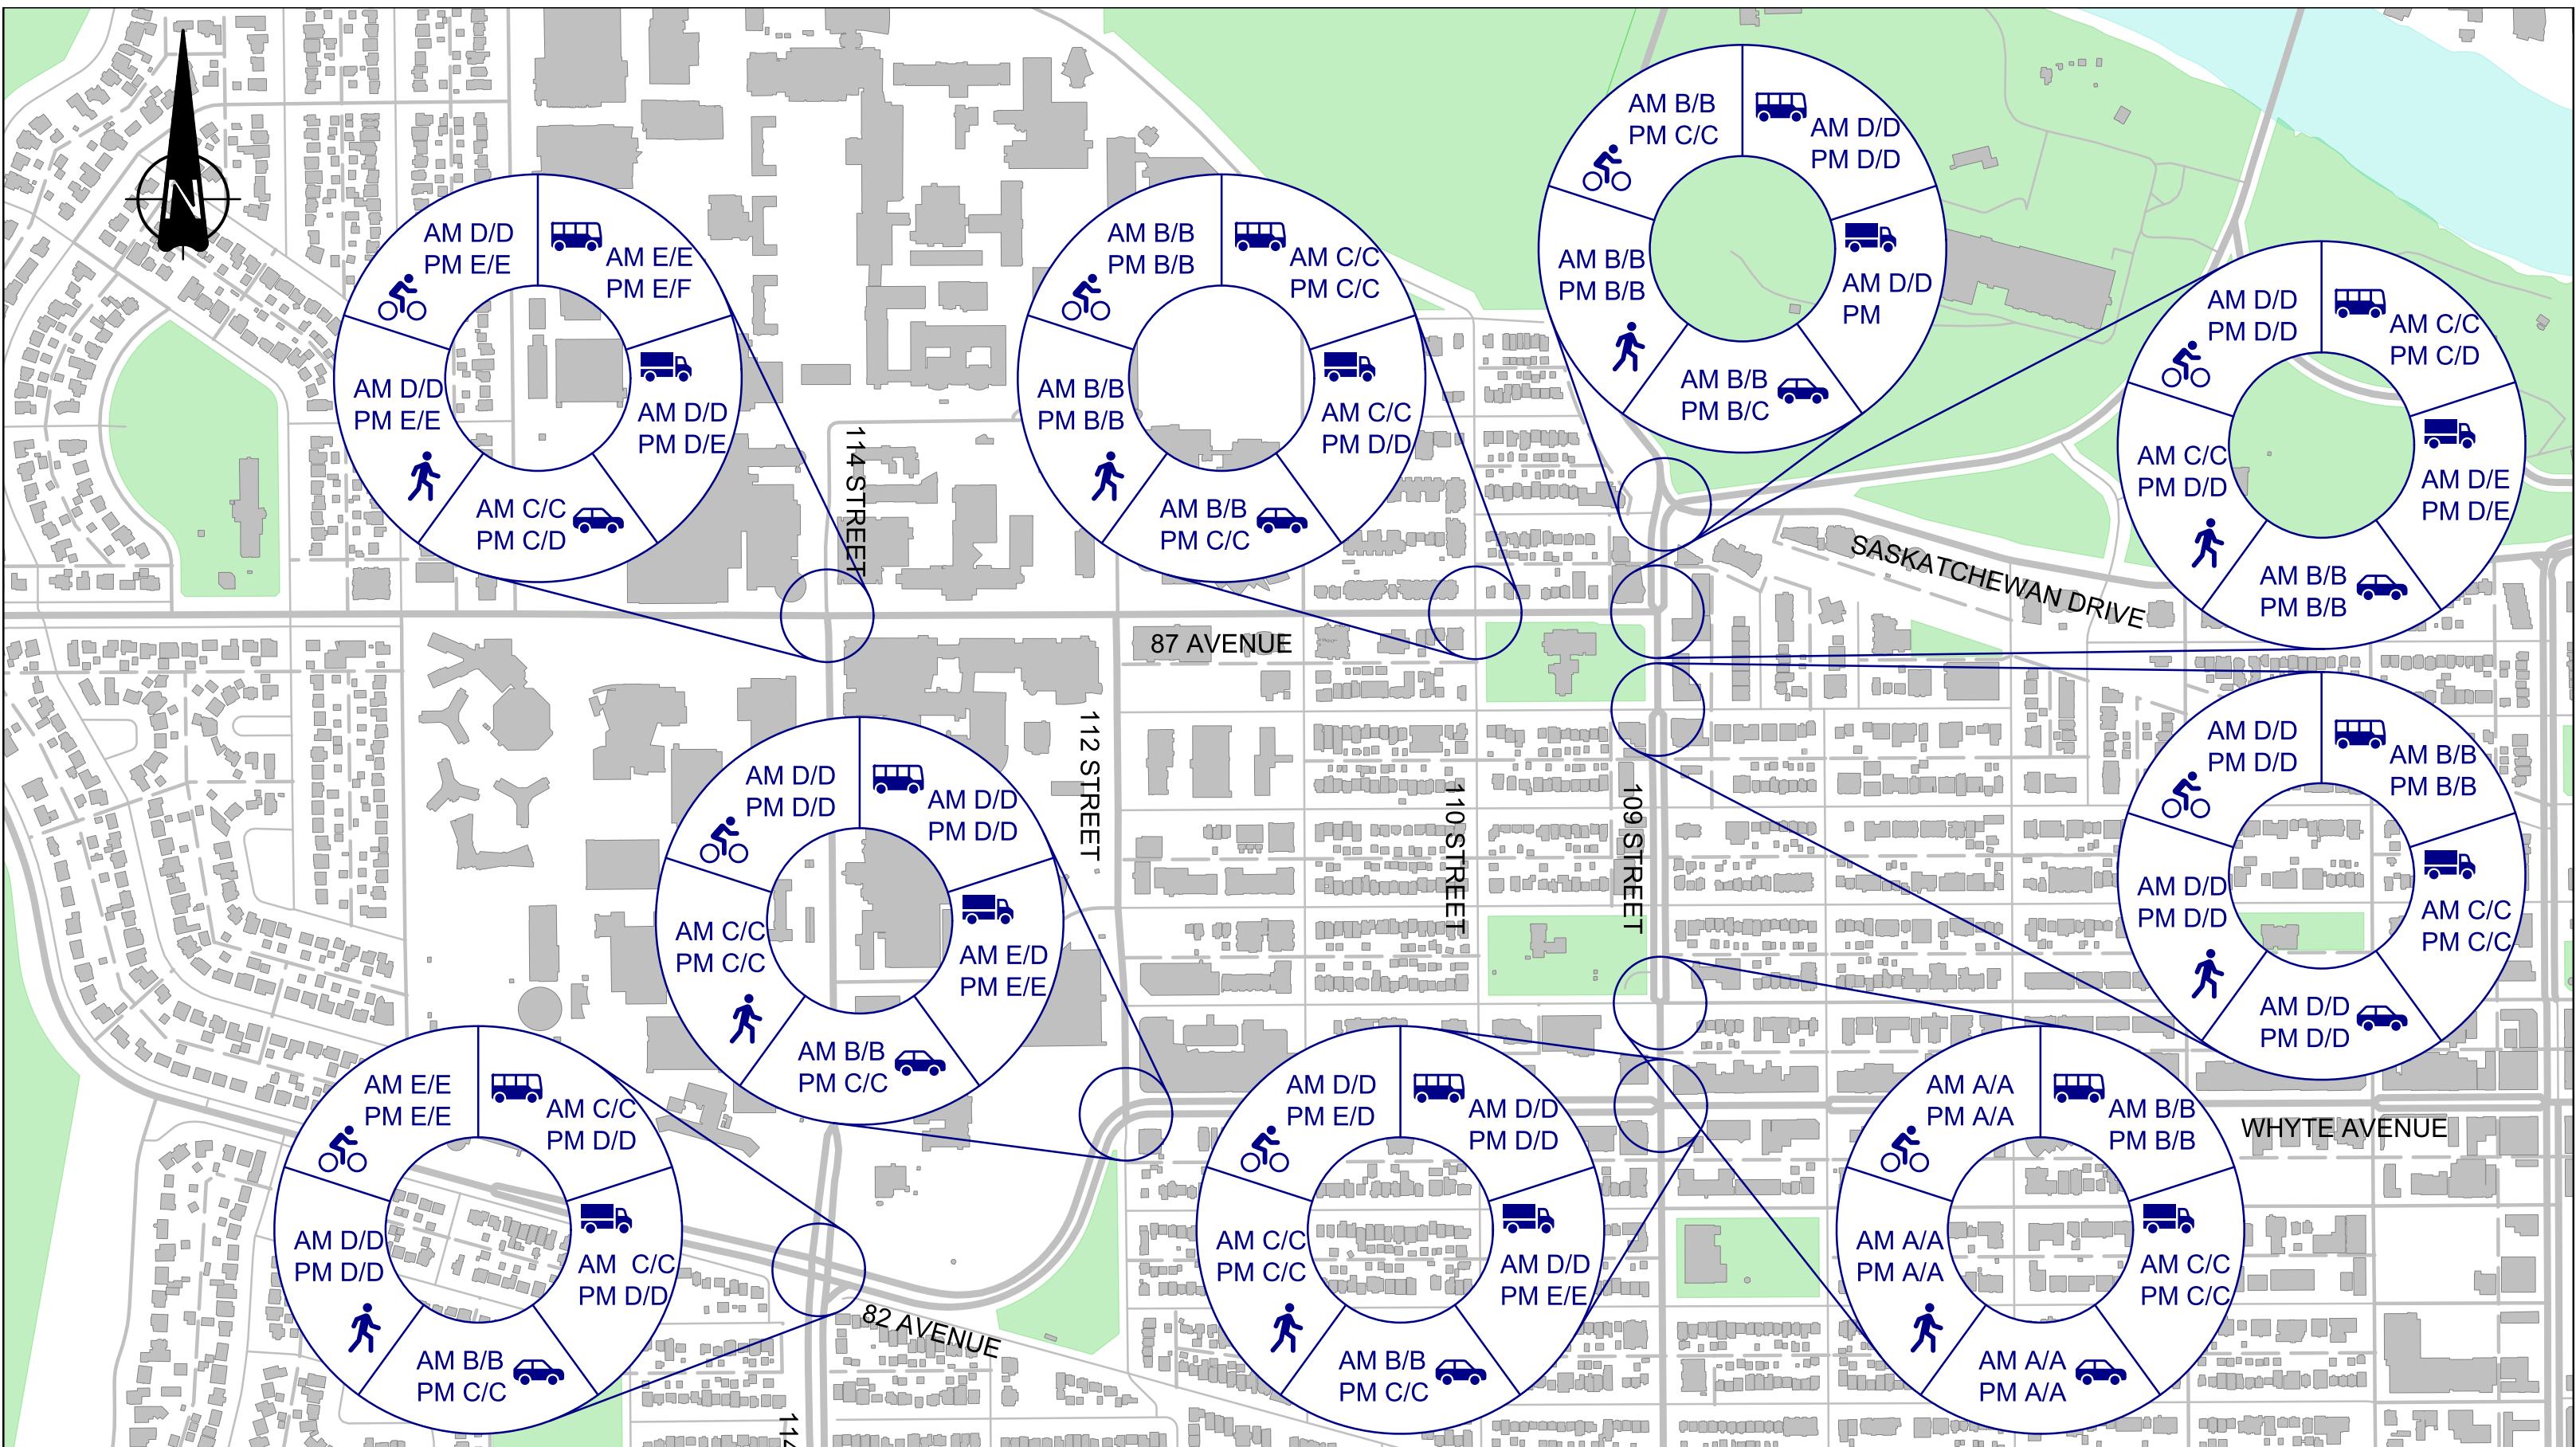 N
AM D/D
PM E/E
AM E/E
PM E/F
AM D/D
PM D/E
AM C/C
PM C/D
AM D/D
PM E/E
AM B/B
PM B/B
AM C/C
PM C/C
AM C/C
PM D/D
AM B/B
PM C/C
AM B/B
PM B/B
AM B/B
PM C/C
AM D/D
PM D/D
AM D/D
PM
AM B/B
PM B/C
AM B/B
PM B/B
AM D/D
PM D/D
AM C/C
PM C/D
AM D/E
PM D/E
AM B/B
PM B/B
AM C/C
PM D/D
114 STREET
87 AVENUE
SASKATCHEWAN DRIVE
112 STREET
110 STREET
109 STREET
AM D/D
PM D/D
AM D/D
PM D/D
AM E/D
PM E/E
AM B/B
PM C/C
AM C/C
PM C/C
AM D/D
PM D/D
AM B/B
PM B/B
AM C/C
PM C/C
AM D/D
PM D/D
AM D/D
PM D/D
AM E/E
PM E/E
AM C/C
PM D/D
AM C/C
PM D/D
AM B/B
PM C/C
AM D/D
PM D/D
AM D/D
PM E/D
AM D/D
PM D/D
AM D/D
PM E/E
AM B/B
PM C/C
AM C/C
PM C/C
AM A/A
PM A/A
AM B/B
PM B/B
AM C/C
PM C/C
AM A/A
PM A/A
AM A/A
PM A/A
WHYTE AVENUE
82 AVENUE
114